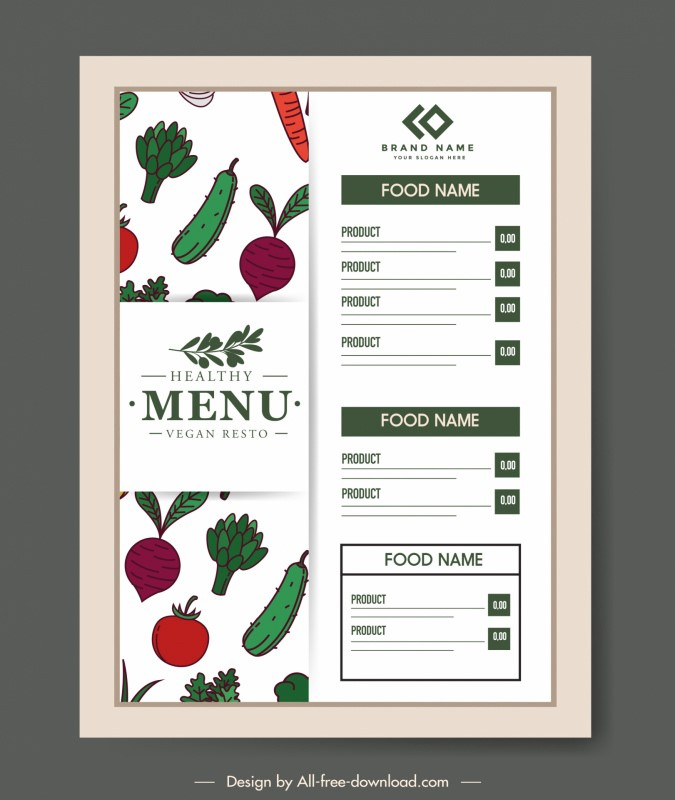 HEALTHY
·MENU·
VEGAN RESTO
BRAND NAME
YOUR SLOGAN HERE
FOOD NAME
PRODUCT 0,00
PRODUCT 0,00
PRODUCT 0,00
PRODUCT 0,00
FOOD NAME
PRODUCT 0,00
PRODUCT 0,00
FOOD NAME
PRODUCT 0,00
PRODUCT 0,00
Design by All-free-download.com